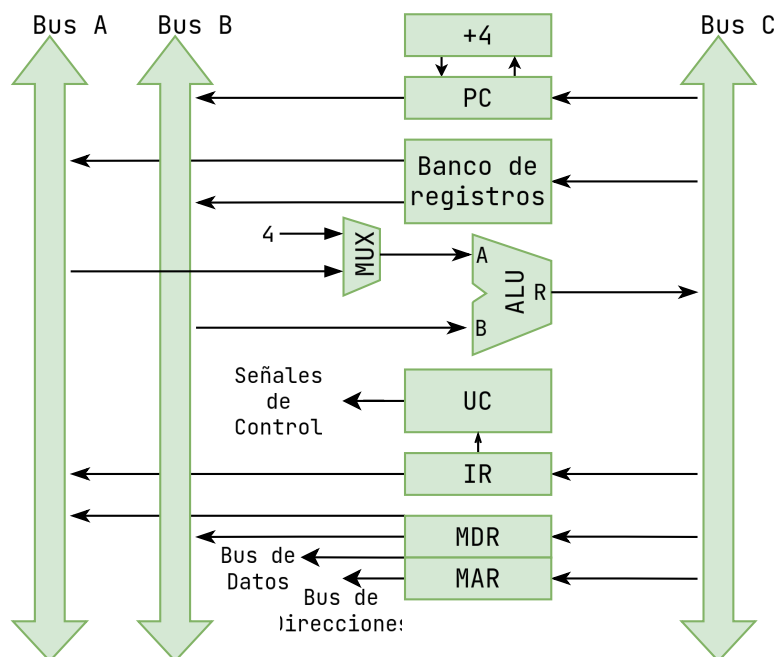 Bus A
Bus B
Bus C
+4
PC
Banco de
registros
4
MUX
A
ALU
R
B
Señales
de
Control
UC
IR
MDR
Bus de
Datos
MAR
Bus de